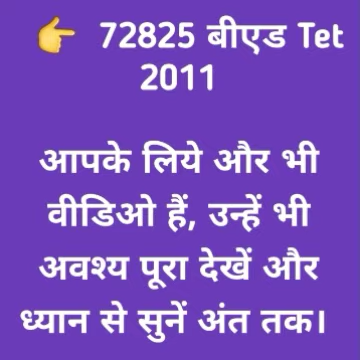 👉 72825 बीएड Tet
2011
आपके लिये और भी
वीडिओ हैं, उन्हें भी
अवश्य पूरा देखें और
ध्यान से सुनें अंत तक।